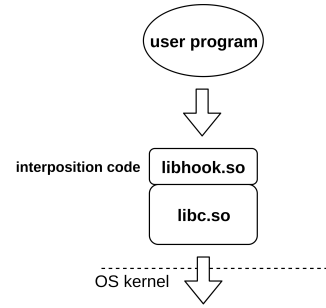 user program
interposition code
libhook.so
libc.so
OS kernel